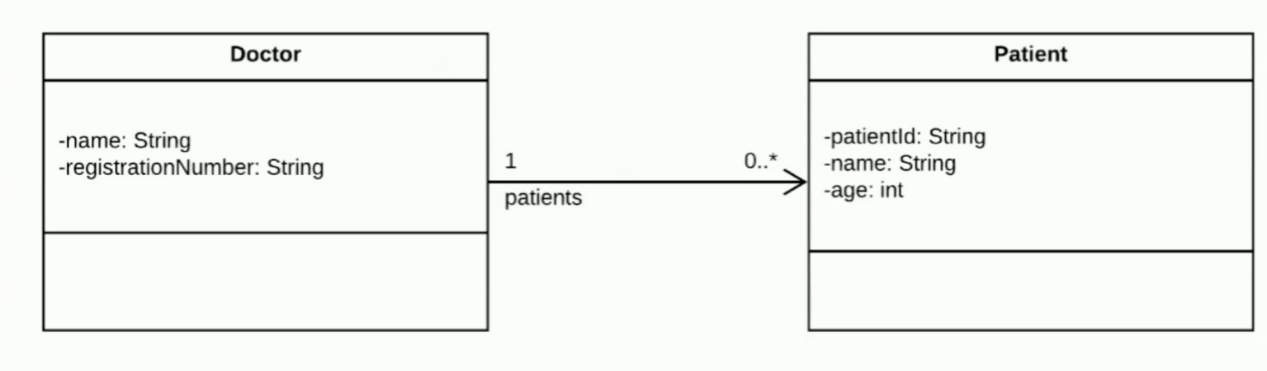 Doctor
-name: String
-registrationNumber: String
1
0..*
patients
Patient
-patientId: String
-name: String
-age: int